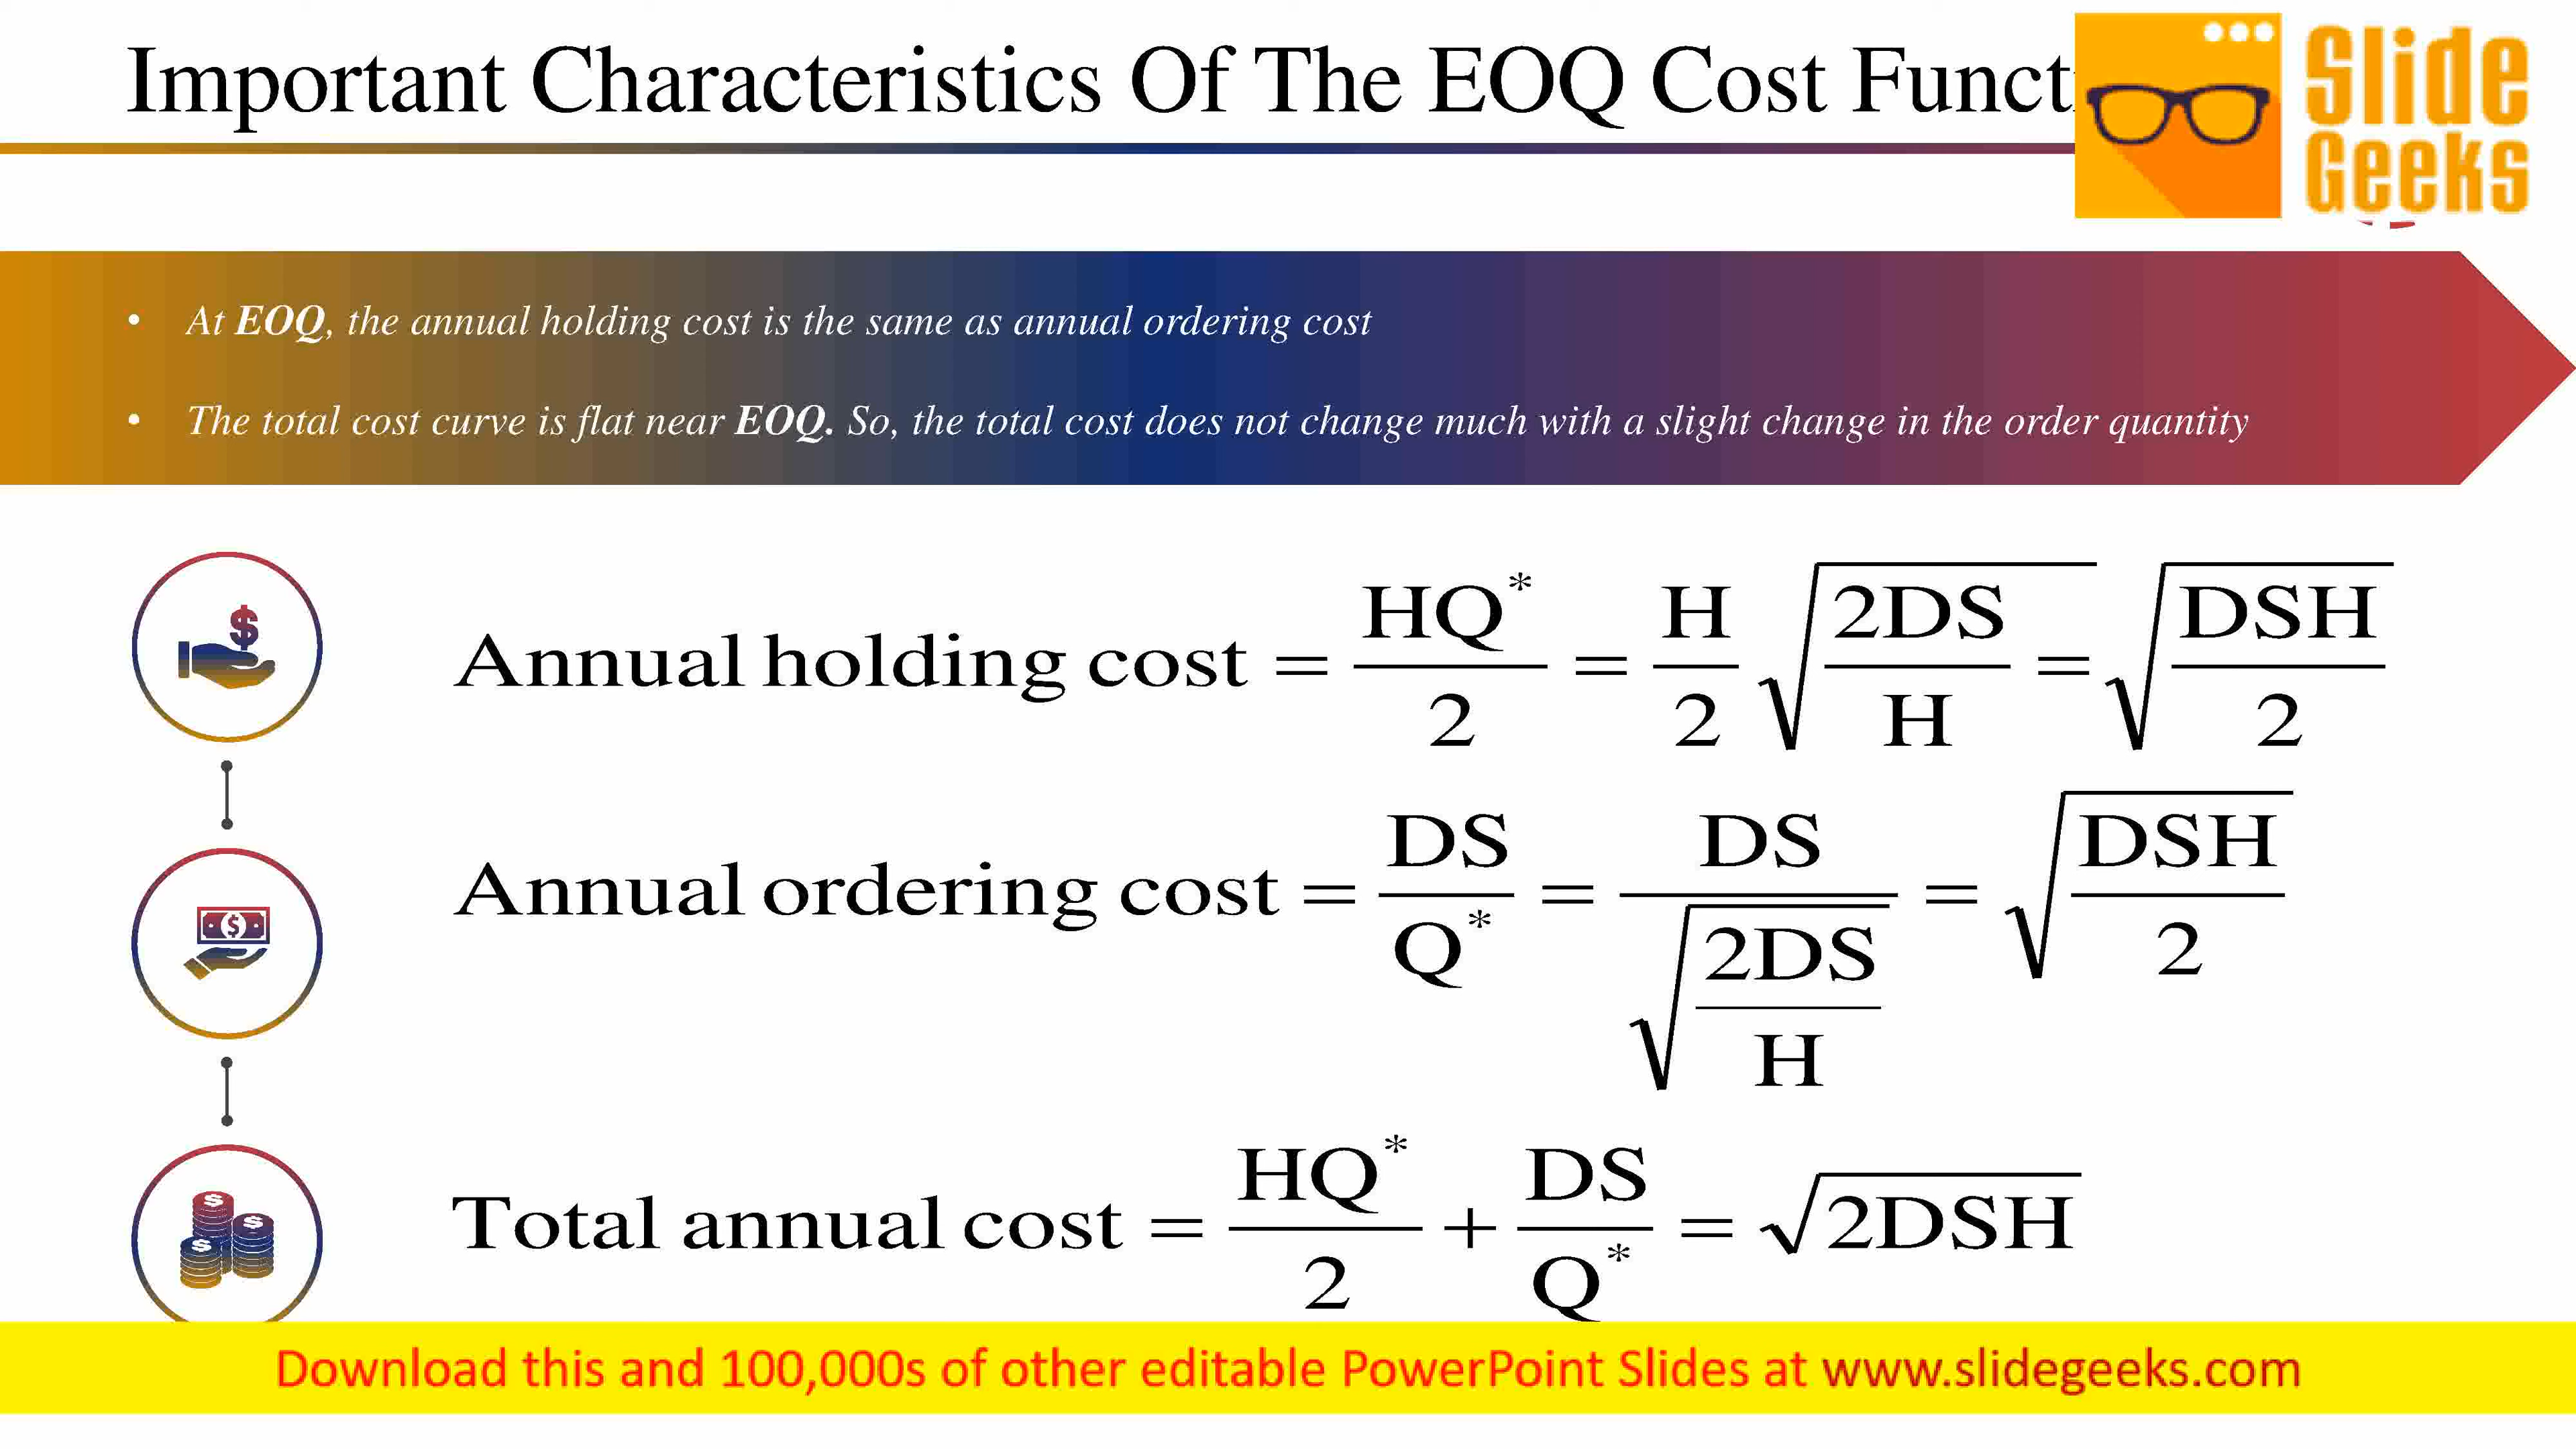 Important Characteristics Of The EOQ Cost Functi
Slide
Geeks
• At EOQ, the annual holding cost is the same as annual ordering cost
• The total cost curve is flat near EOQ. So, the total cost does not change much with a slight change in the order quantity
Annual holding cost = HQ*/2 = H/2 √(2DS/H) = √(DSH/2)
Annual ordering cost = DS/Q* = DS/√(2DS/H) = √(DSH/2)
Total annual cost = HQ*/2 + DS/Q* = √2DSH
Download this and 100,000s of other editable PowerPoint Slides at www.slidegeeks.com